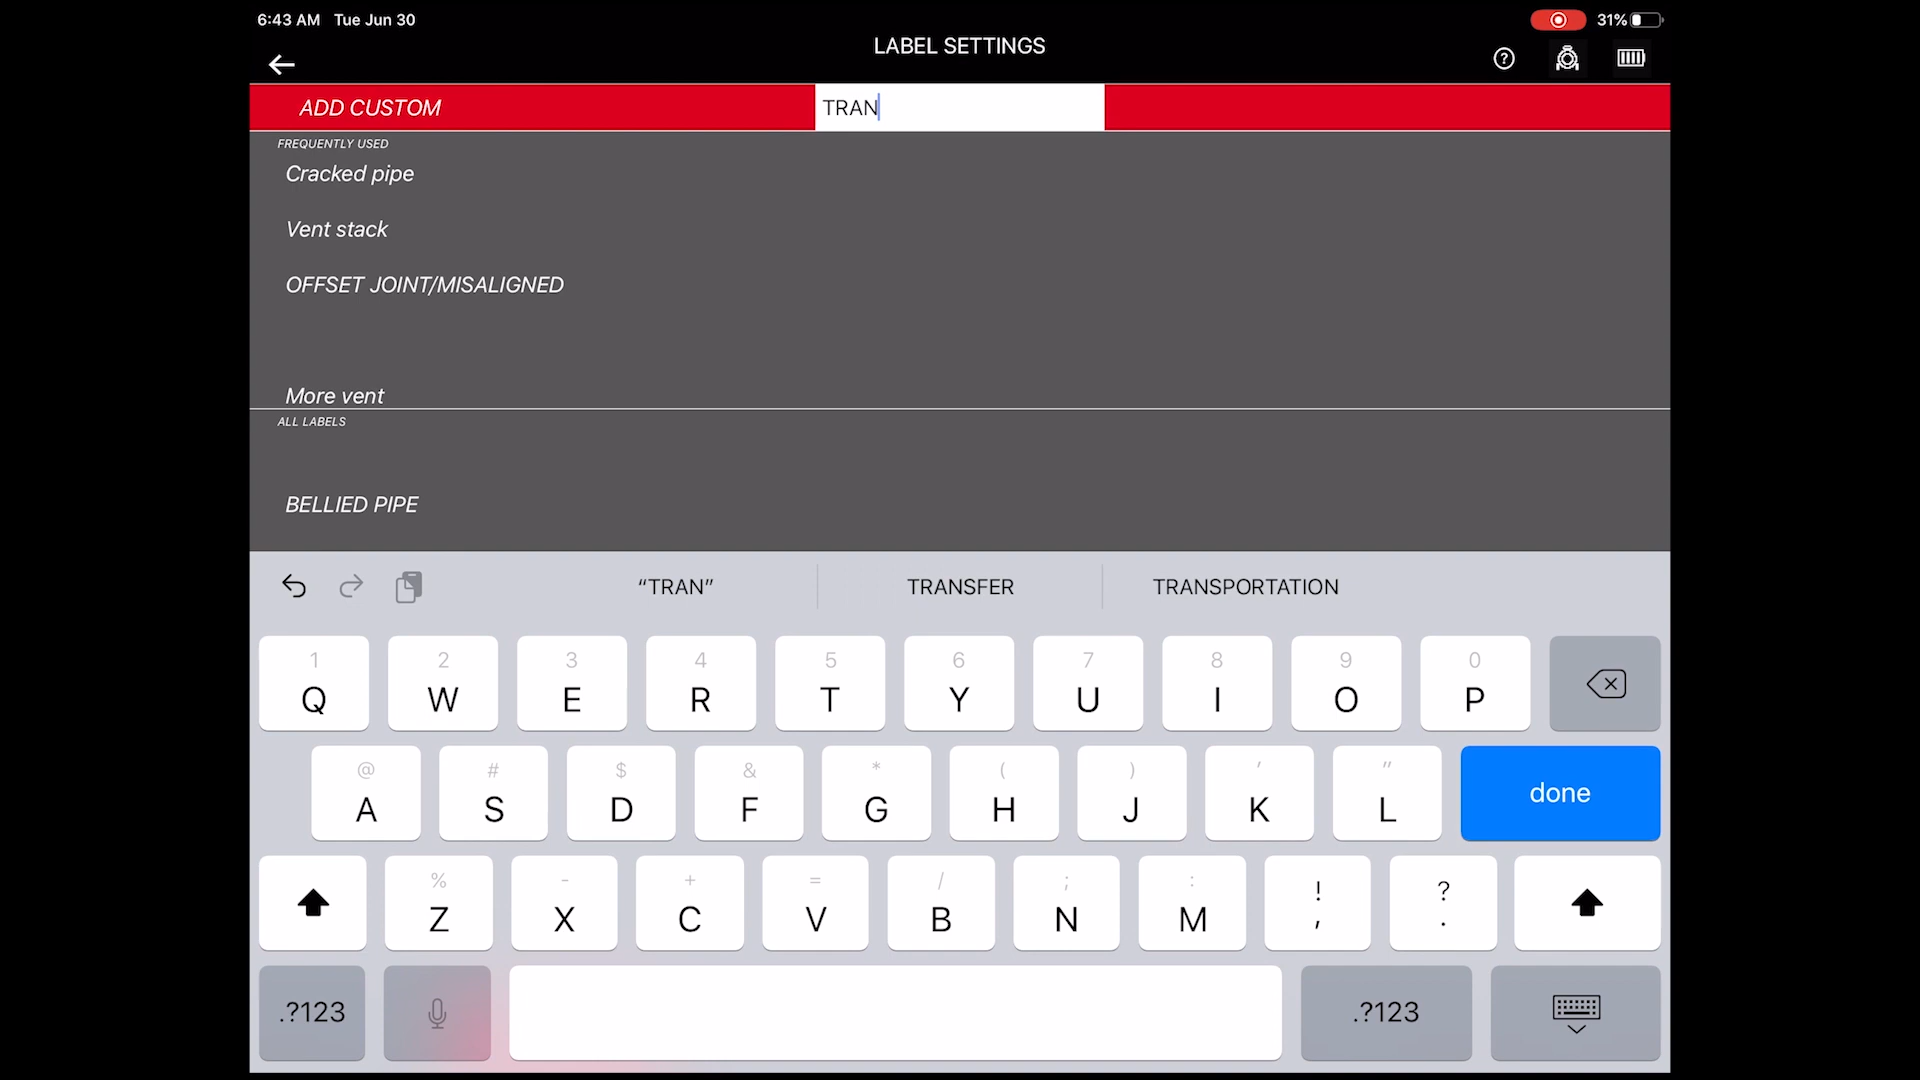 6:43 AM Tue Jun 30
31%
LABEL SETTINGS
?
ADD CUSTOM
TRAN
FREQUENTLY USED
Cracked pipe
Vent stack
OFFSET JOINT/MISALIGNED
More vent
ALL LABELS
BELLIED PIPE
“TRAN” TRANSFER TRANSPORTATION
1 2 3 4 5 6 7 8 9 0
Q W E R T Y U I O P
@ # $ & * ( ) ' "
A S D F G H J K L done
% - + = / ; : ! ?
Z X C V B N M , .
.?123 .?123